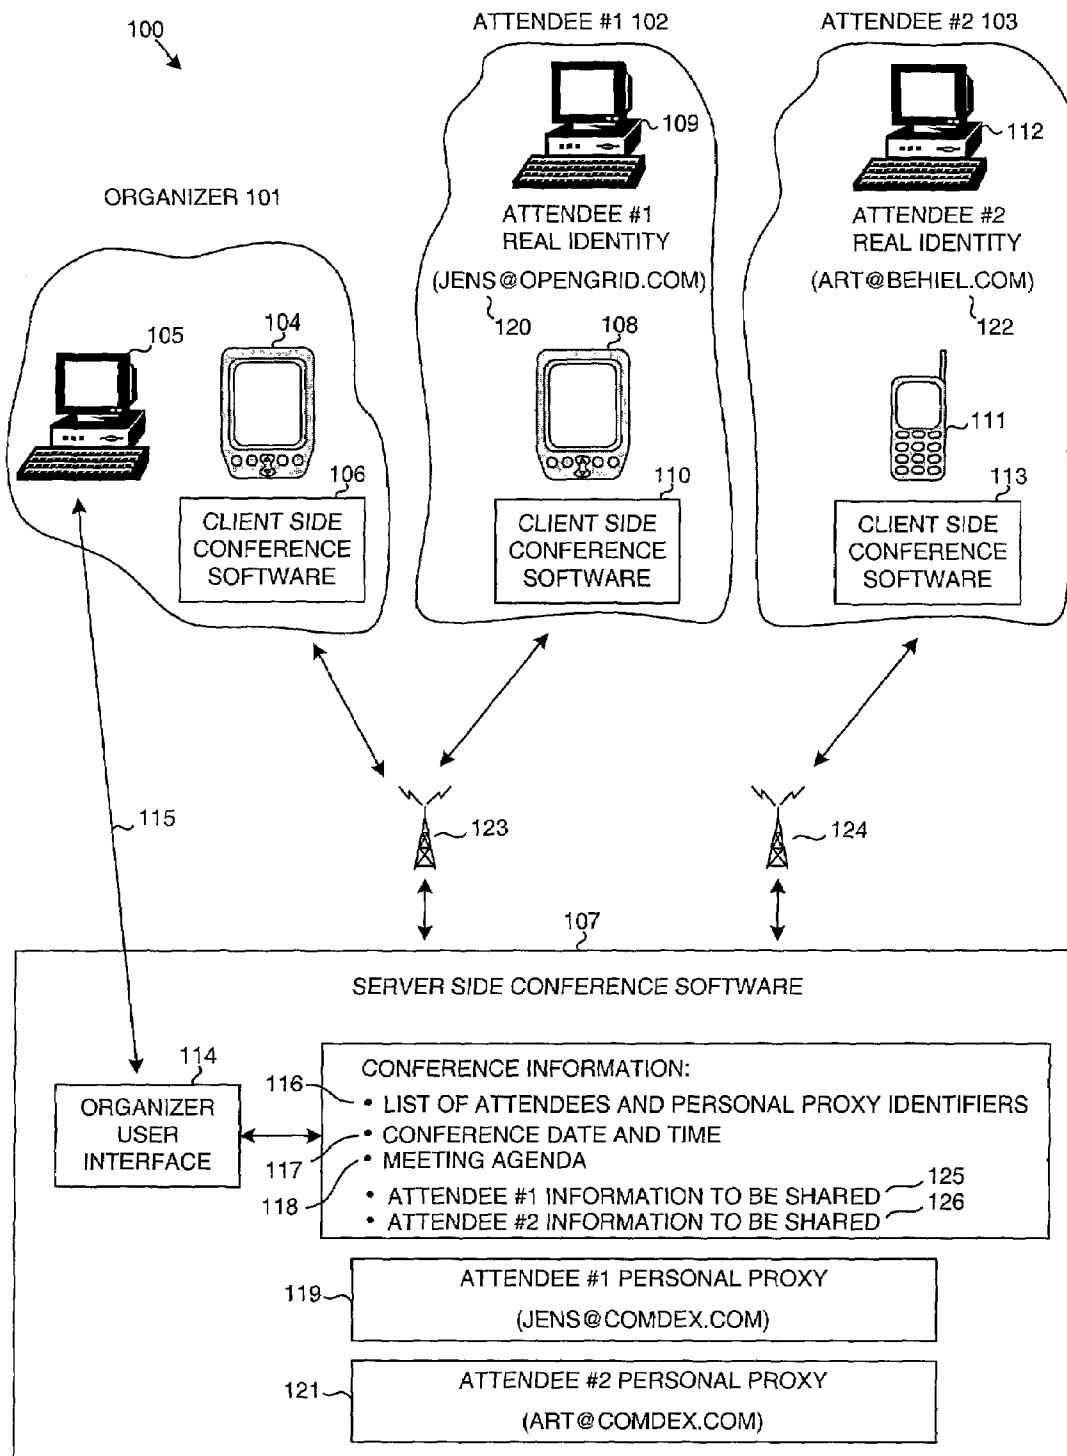 100
ATTENDEE #1 102
ATTENDEE #2 103
109
112
ORGANIZER 101
ATTENDEE #1
REAL IDENTITY
(JENS@OPENGRID.COM)
120
ATTENDEE #2
REAL IDENTITY
(ART@BEHIEL.COM)
122
105
104
108
111
106
CLIENT SIDE
CONFERENCE
SOFTWARE
110
CLIENT SIDE
CONFERENCE
SOFTWARE
113
CLIENT SIDE
CONFERENCE
SOFTWARE
115
123
124
107
SERVER SIDE CONFERENCE SOFTWARE
114
ORGANIZER
USER
INTERFACE
CONFERENCE INFORMATION:
116
• LIST OF ATTENDEES AND PERSONAL PROXY IDENTIFIERS
117
• CONFERENCE DATE AND TIME
118
• MEETING AGENDA
• ATTENDEE #1 INFORMATION TO BE SHARED
125
• ATTENDEE #2 INFORMATION TO BE SHARED
126
119
ATTENDEE #1 PERSONAL PROXY
(JENS@COMDEX.COM)
121
ATTENDEE #2 PERSONAL PROXY
(ART@COMDEX.COM)